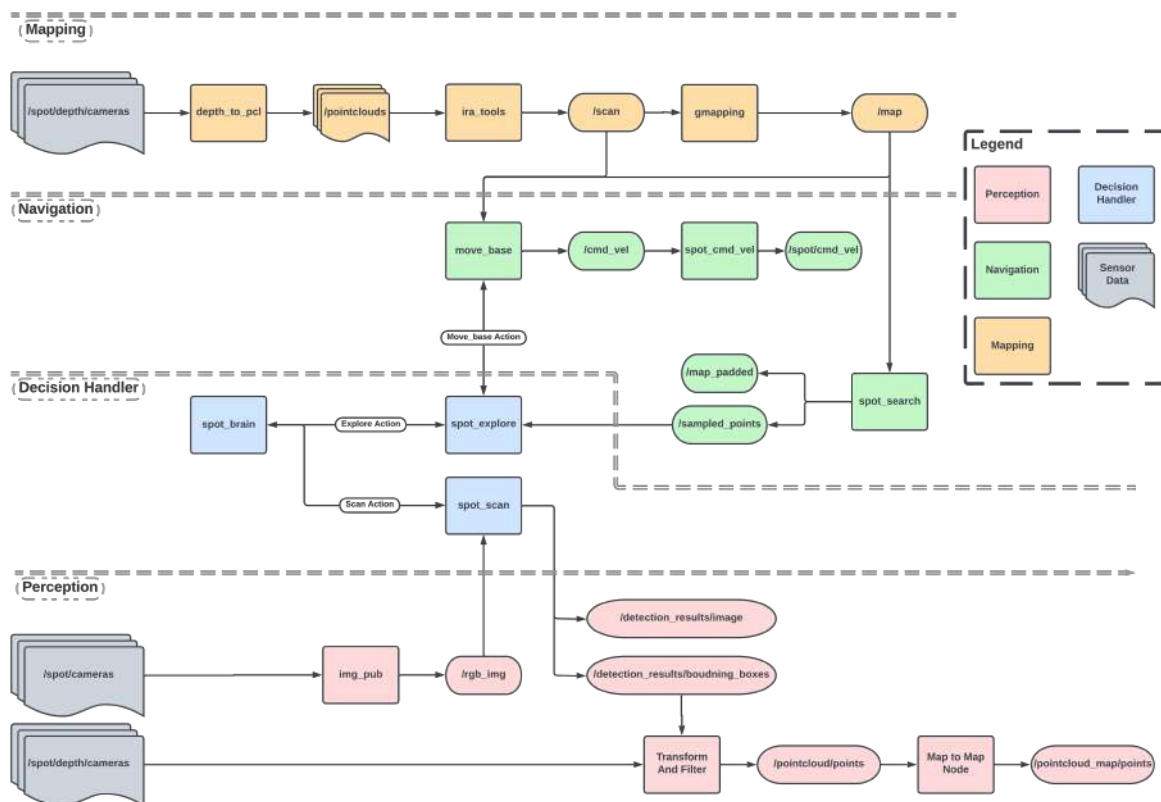 Mapping
/spot/depth/cameras
depth_to_pcl
/pointclouds
ira_tools
/scan
gmapping
/map
Legend
Perception
Decision
Handler
Navigation
Sensor
Data
Mapping
Navigation
move_base
/cmd_vel
spot_cmd_vel
/spot/cmd_vel
Move_base Action
Decision Handler
/map_padded
spot_search
/sampled_points
spot_brain
Explore Action
spot_explore
Scan Action
spot_scan
Perception
/detection_results/image
/spot/cameras
img_pub
/rgb_img
/detection_results/boudning_boxes
/spot/depth/cameras
Transform
And Filter
/pointcloud/points
Map to Map
Node
/pointcloud_map/points